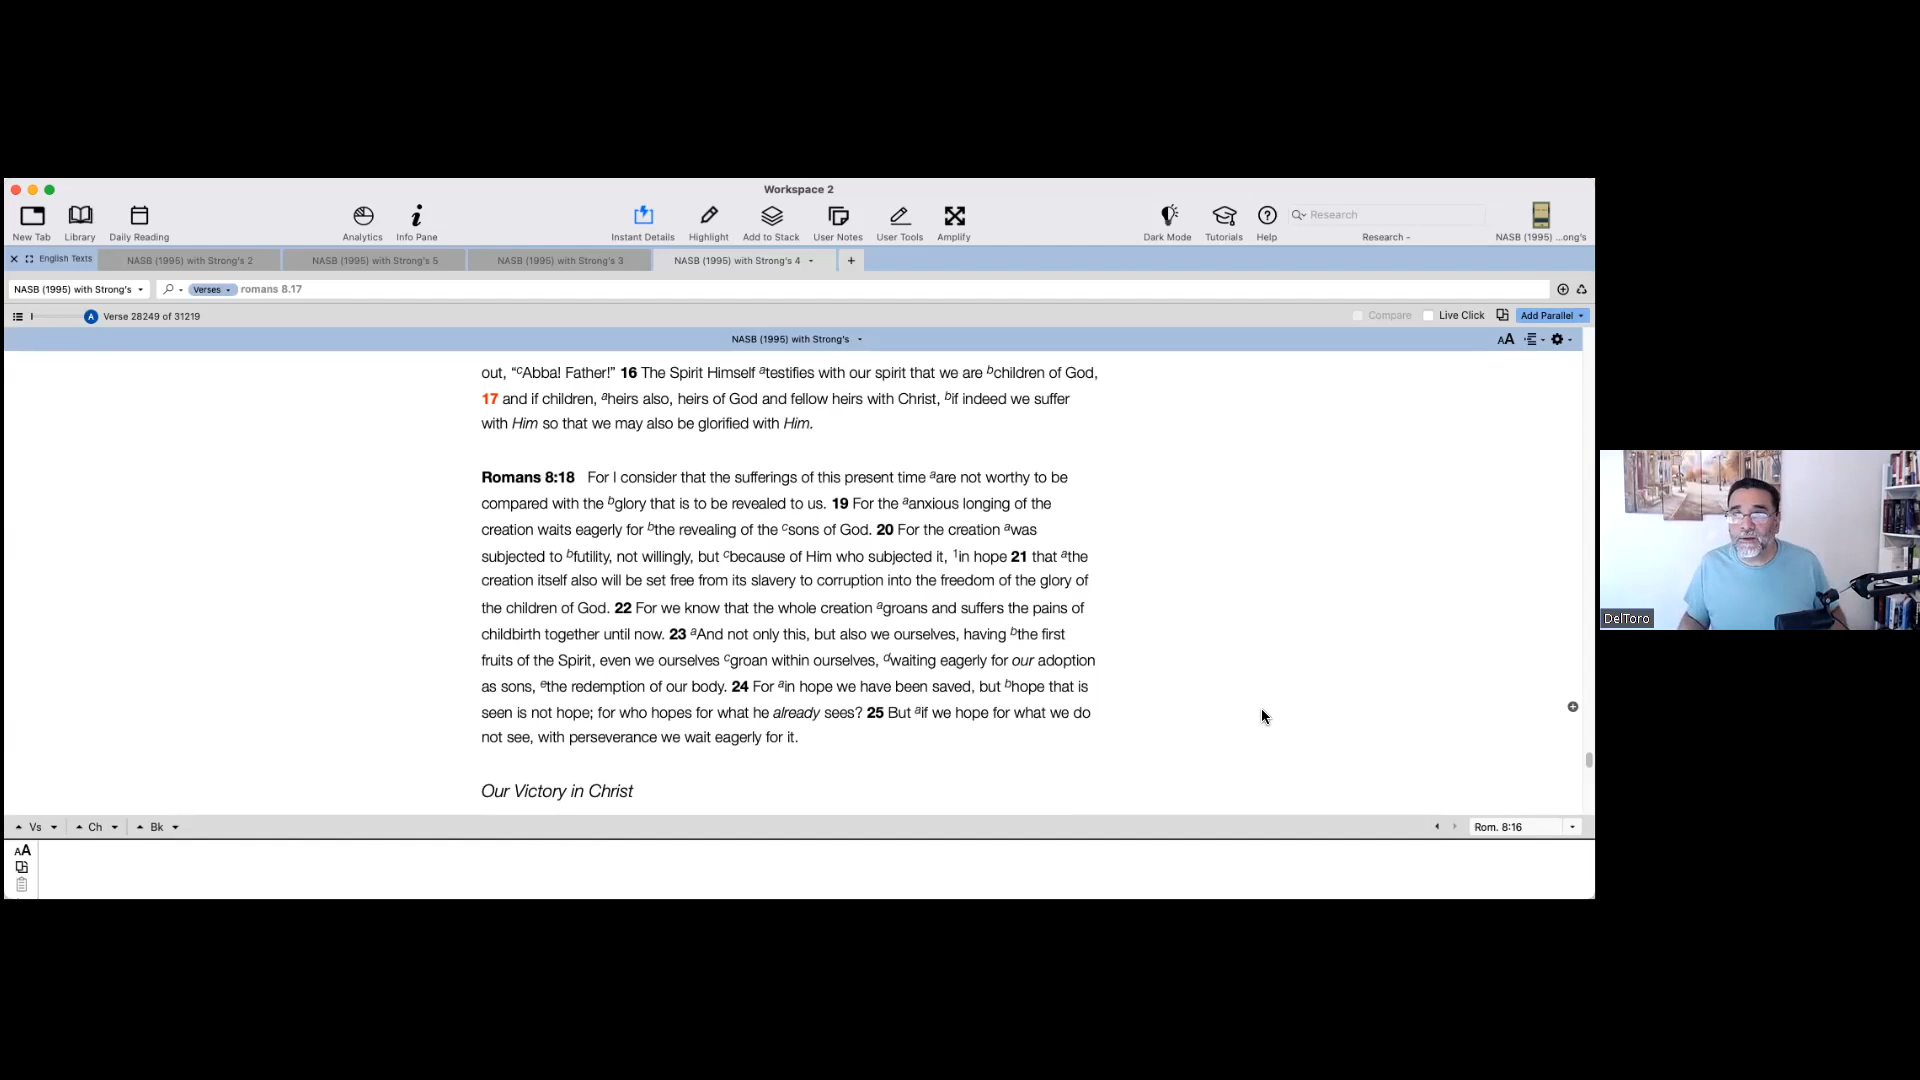 Workspace 2
New Tab Library Daily Reading Analytics Info Pane Instant Details Highlight Add to Stack User Notes User Tools Amplify Dark Mode Tutorials Help Research Research NASB (1995) ...ong's
English Texts NASB (1995) with Strong's 2 NASB (1995) with Strong's 5 NASB (1995) with Strong's 3 NASB (1995) with Strong's 4 +
NASB (1995) with Strong's Verses romans 8.17
A Verse 28249 of 31219 Compare Live Click Add Parallel
NASB (1995) with Strong's AA
out, “cAbba! Father!” 16 The Spirit Himself atestifies with our spirit that we are bchildren of God,
17 and if children, aheirs also, heirs of God and fellow heirs with Christ, bif indeed we suffer
with Him so that we may also be glorified with Him.
Romans 8:18 For I consider that the sufferings of this present time aare not worthy to be
compared with the bglory that is to be revealed to us. 19 For the aanxious longing of the
creation waits eagerly for bthe revealing of the csons of God. 20 For the creation awas
subjected to bfutility, not willingly, but cbecause of Him who subjected it, 1in hope 21 that athe
creation itself also will be set free from its slavery to corruption into the freedom of the glory of
the children of God. 22 For we know that the whole creation agroans and suffers the pains of
childbirth together until now. 23 aAnd not only this, but also we ourselves, having bthe first
fruits of the Spirit, even we ourselves cgroan within ourselves, dwaiting eagerly for our adoption
as sons, ethe redemption of our body. 24 For ain hope we have been saved, but bhope that is
seen is not hope; for who hopes for what he already sees? 25 But aif we hope for what we do
not see, with perseverance we wait eagerly for it.
Our Victory in Christ
Vs Ch Bk Rom. 8:16
AA
DelToro